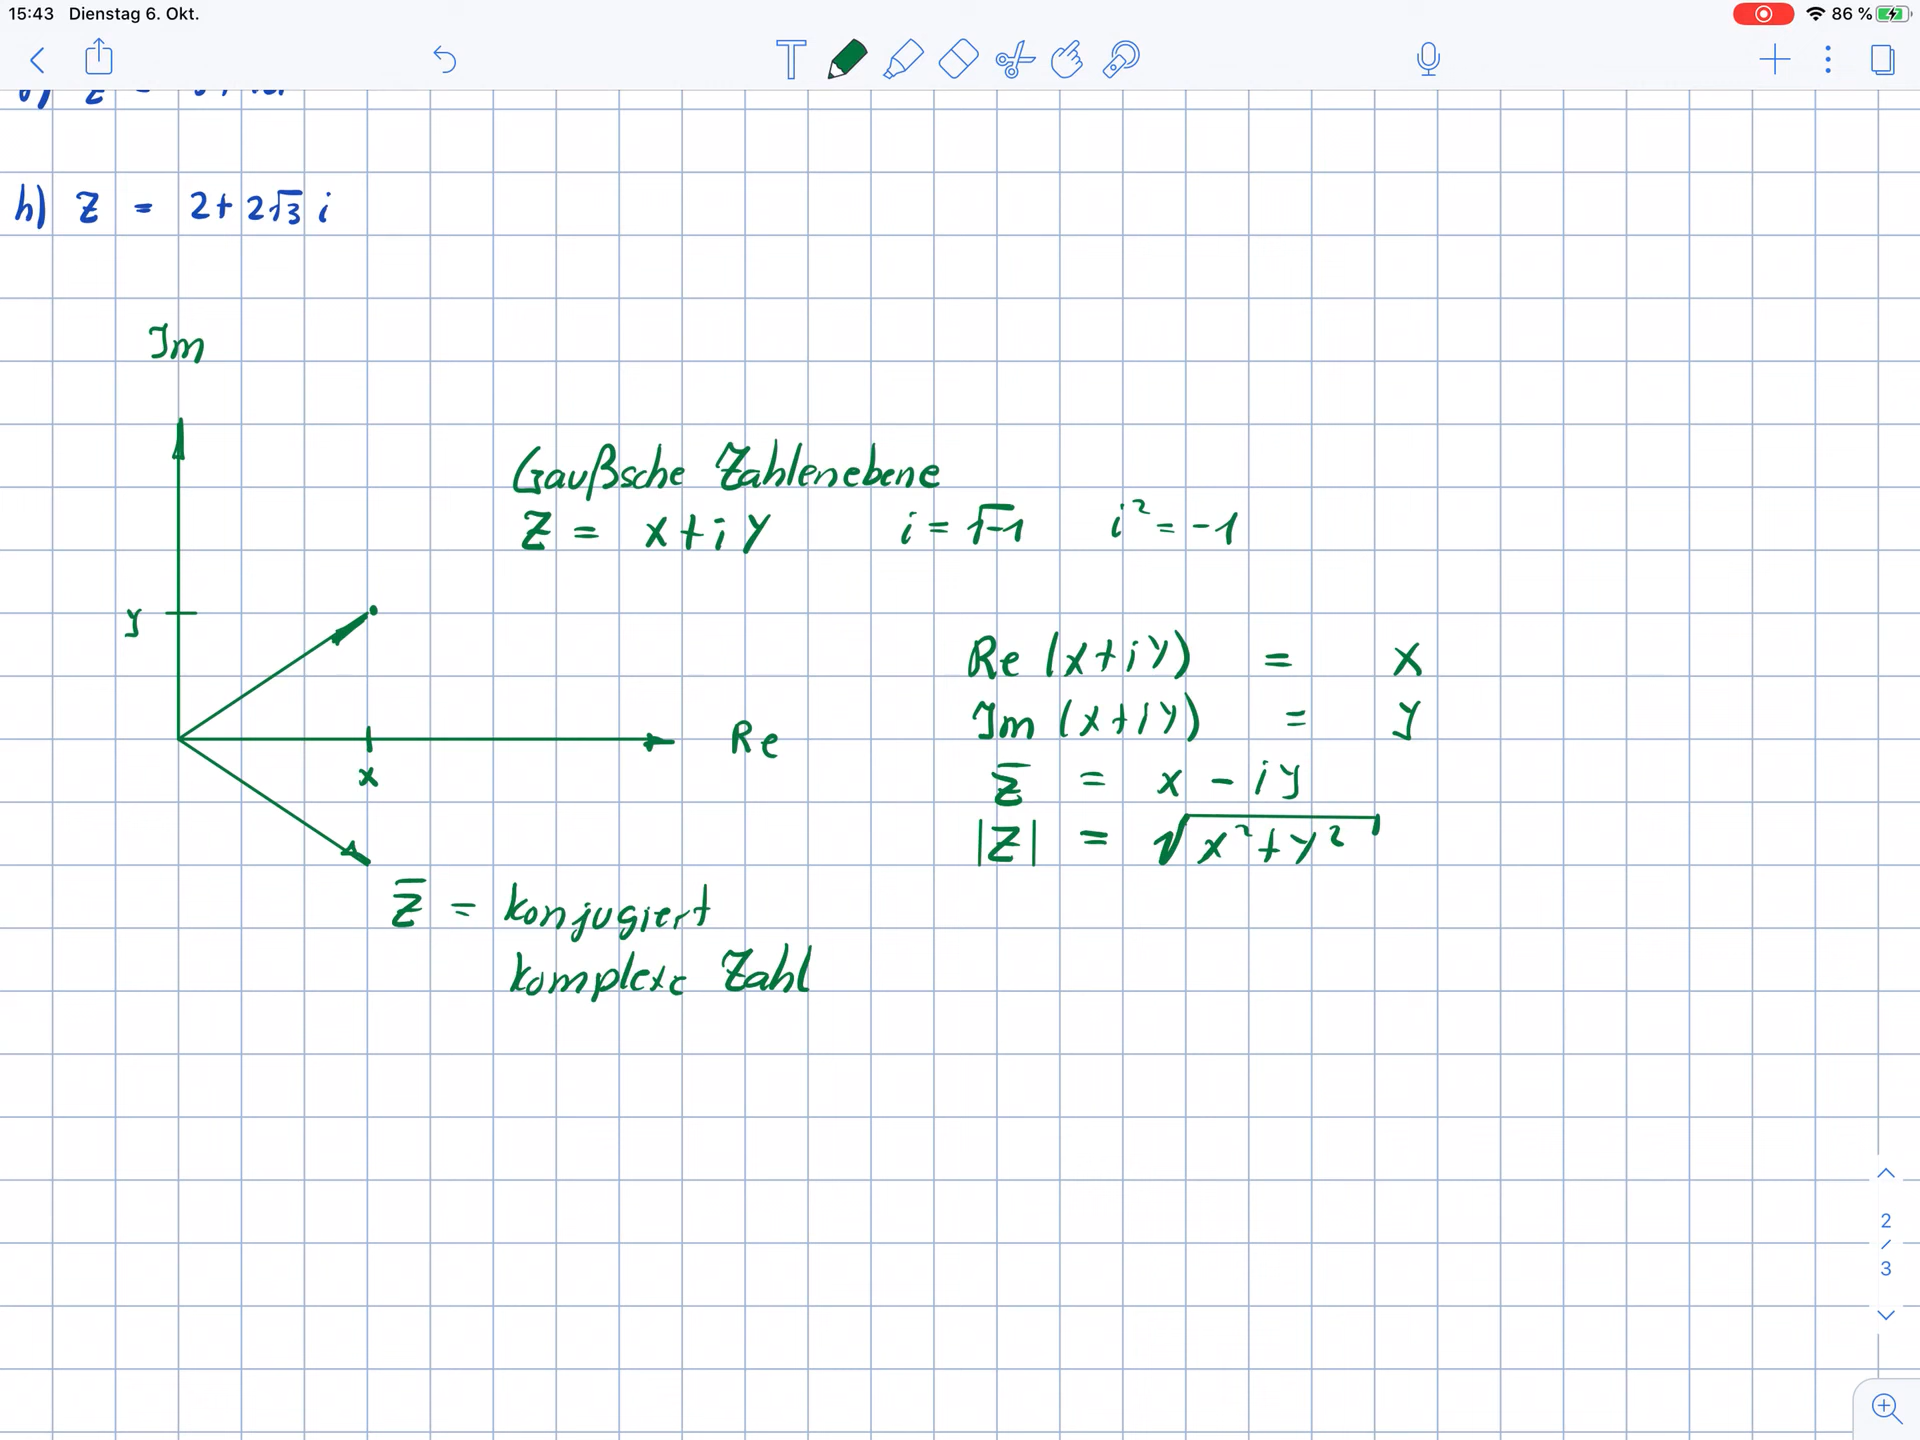 15:43 Dienstag 6. Okt. 86 %
T
h) z = 2+2√3 i
Im
Gaußsche Zahlenebene
z = x+iy i = √-1 i² = -1
y
Re (x+iy) = x
Im (x+iy) = y
Re
x
z̅ = x - iy
|z| = √x²+y²
z̅ = konjugiert
komplexe Zahl
2
/
3